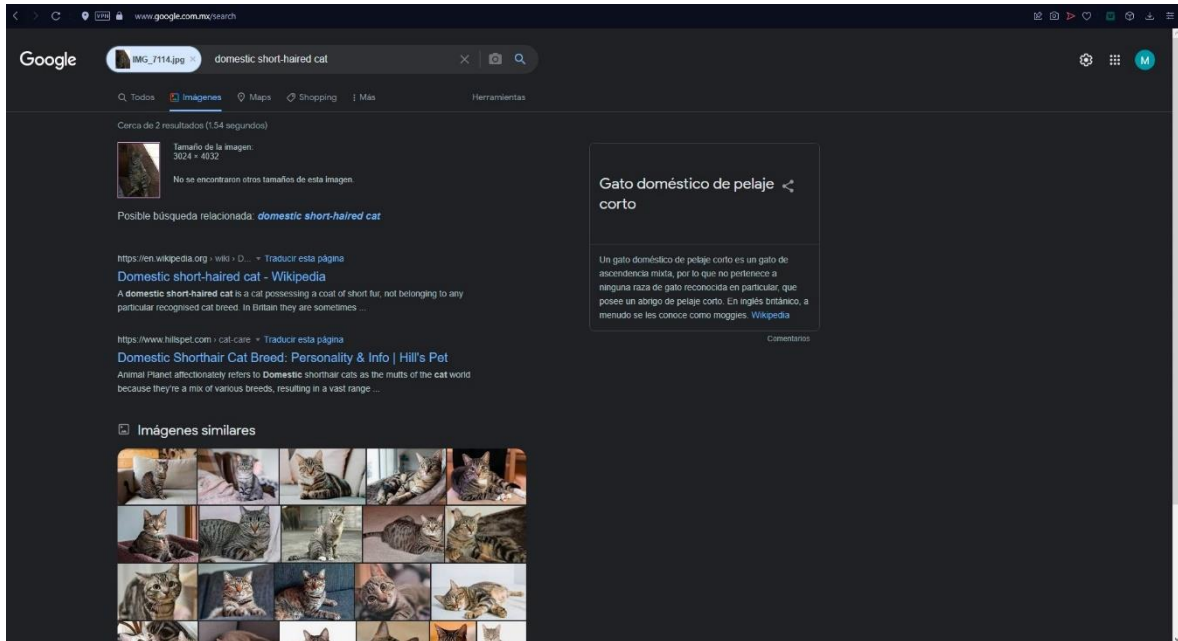 VPN www.google.com.mx/search
Google
IMG_7114.jpg ×
domestic short-haired cat
M
Todos
Imágenes
Maps
Shopping
Más
Herramientas
Cerca de 2 resultados (1.54 segundos)
Tamaño de la imagen:
3024 × 4032
No se encontraron otros tamaños de esta imagen.
Posible búsqueda relacionada: domestic short-haired cat
https://en.wikipedia.org › wiki › D... Traducir esta página
Domestic short-haired cat - Wikipedia
A domestic short-haired cat is a cat possessing a coat of short fur, not belonging to any
particular recognised cat breed. In Britain they are sometimes ...
https://www.hillspet.com › cat-care Traducir esta página
Domestic Shorthair Cat Breed: Personality & Info | Hill's Pet
Animal Planet affectionately refers to Domestic shorthair cats as the mutts of the cat world
because they're a mix of various breeds, resulting in a vast range ...
Imágenes similares
Gato doméstico de pelaje
corto
Un gato doméstico de pelaje corto es un gato de
ascendencia mixta, por lo que no pertenece a
ninguna raza de gato reconocida en particular, que
posee un abrigo de pelaje corto. En inglés británico, a
menudo se les conoce como moggies. Wikipedia
Comentarios